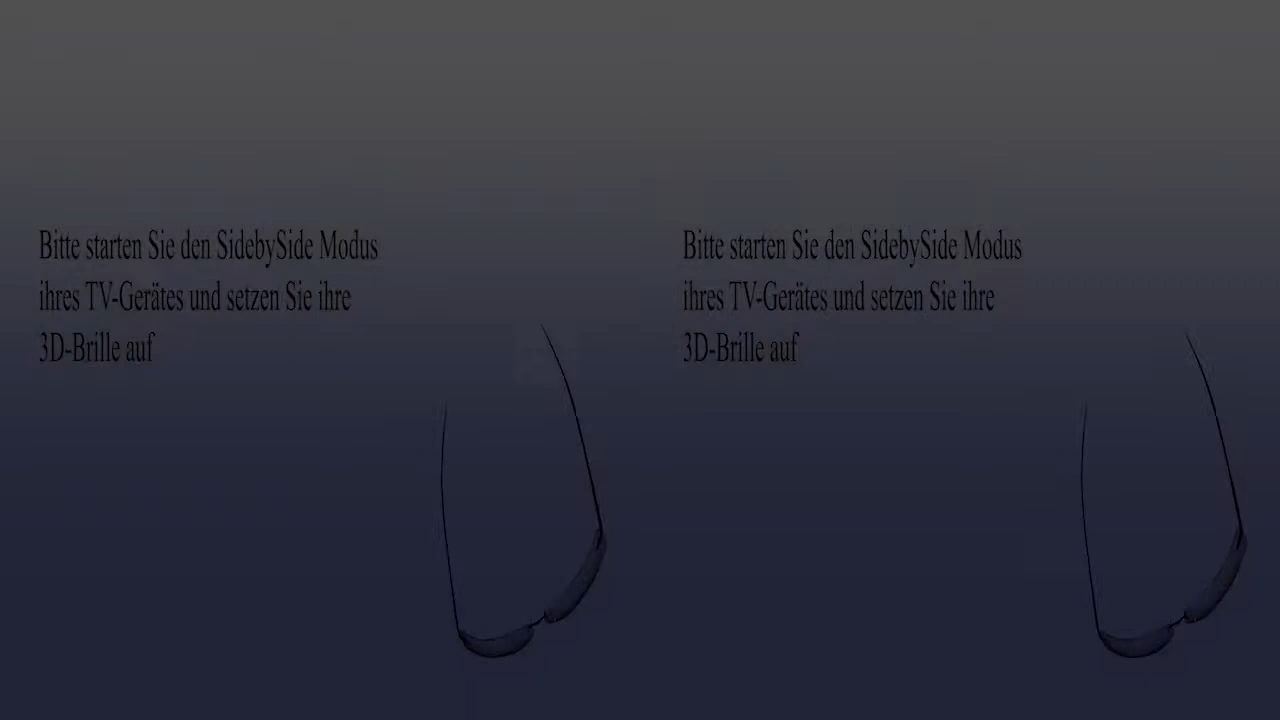 Bitte starten Sie den SidebySide Modus
ihres TV-Gerätes und setzen Sie ihre
3D-Brille auf
Bitte starten Sie den SidebySide Modus
ihres TV-Gerätes und setzen Sie ihre
3D-Brille auf